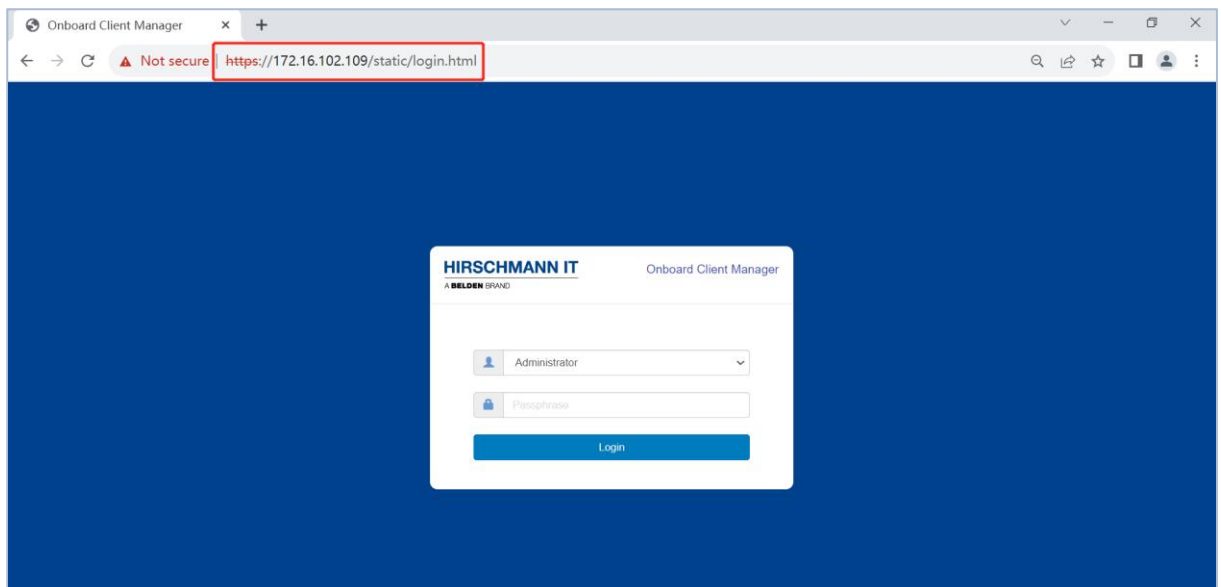 Onboard Client Manager
Not secure https://172.16.102.109/static/login.html
HIRSCHMANN IT
A BELDEN BRAND
Onboard Client Manager
Administrator
Passphrase
Login